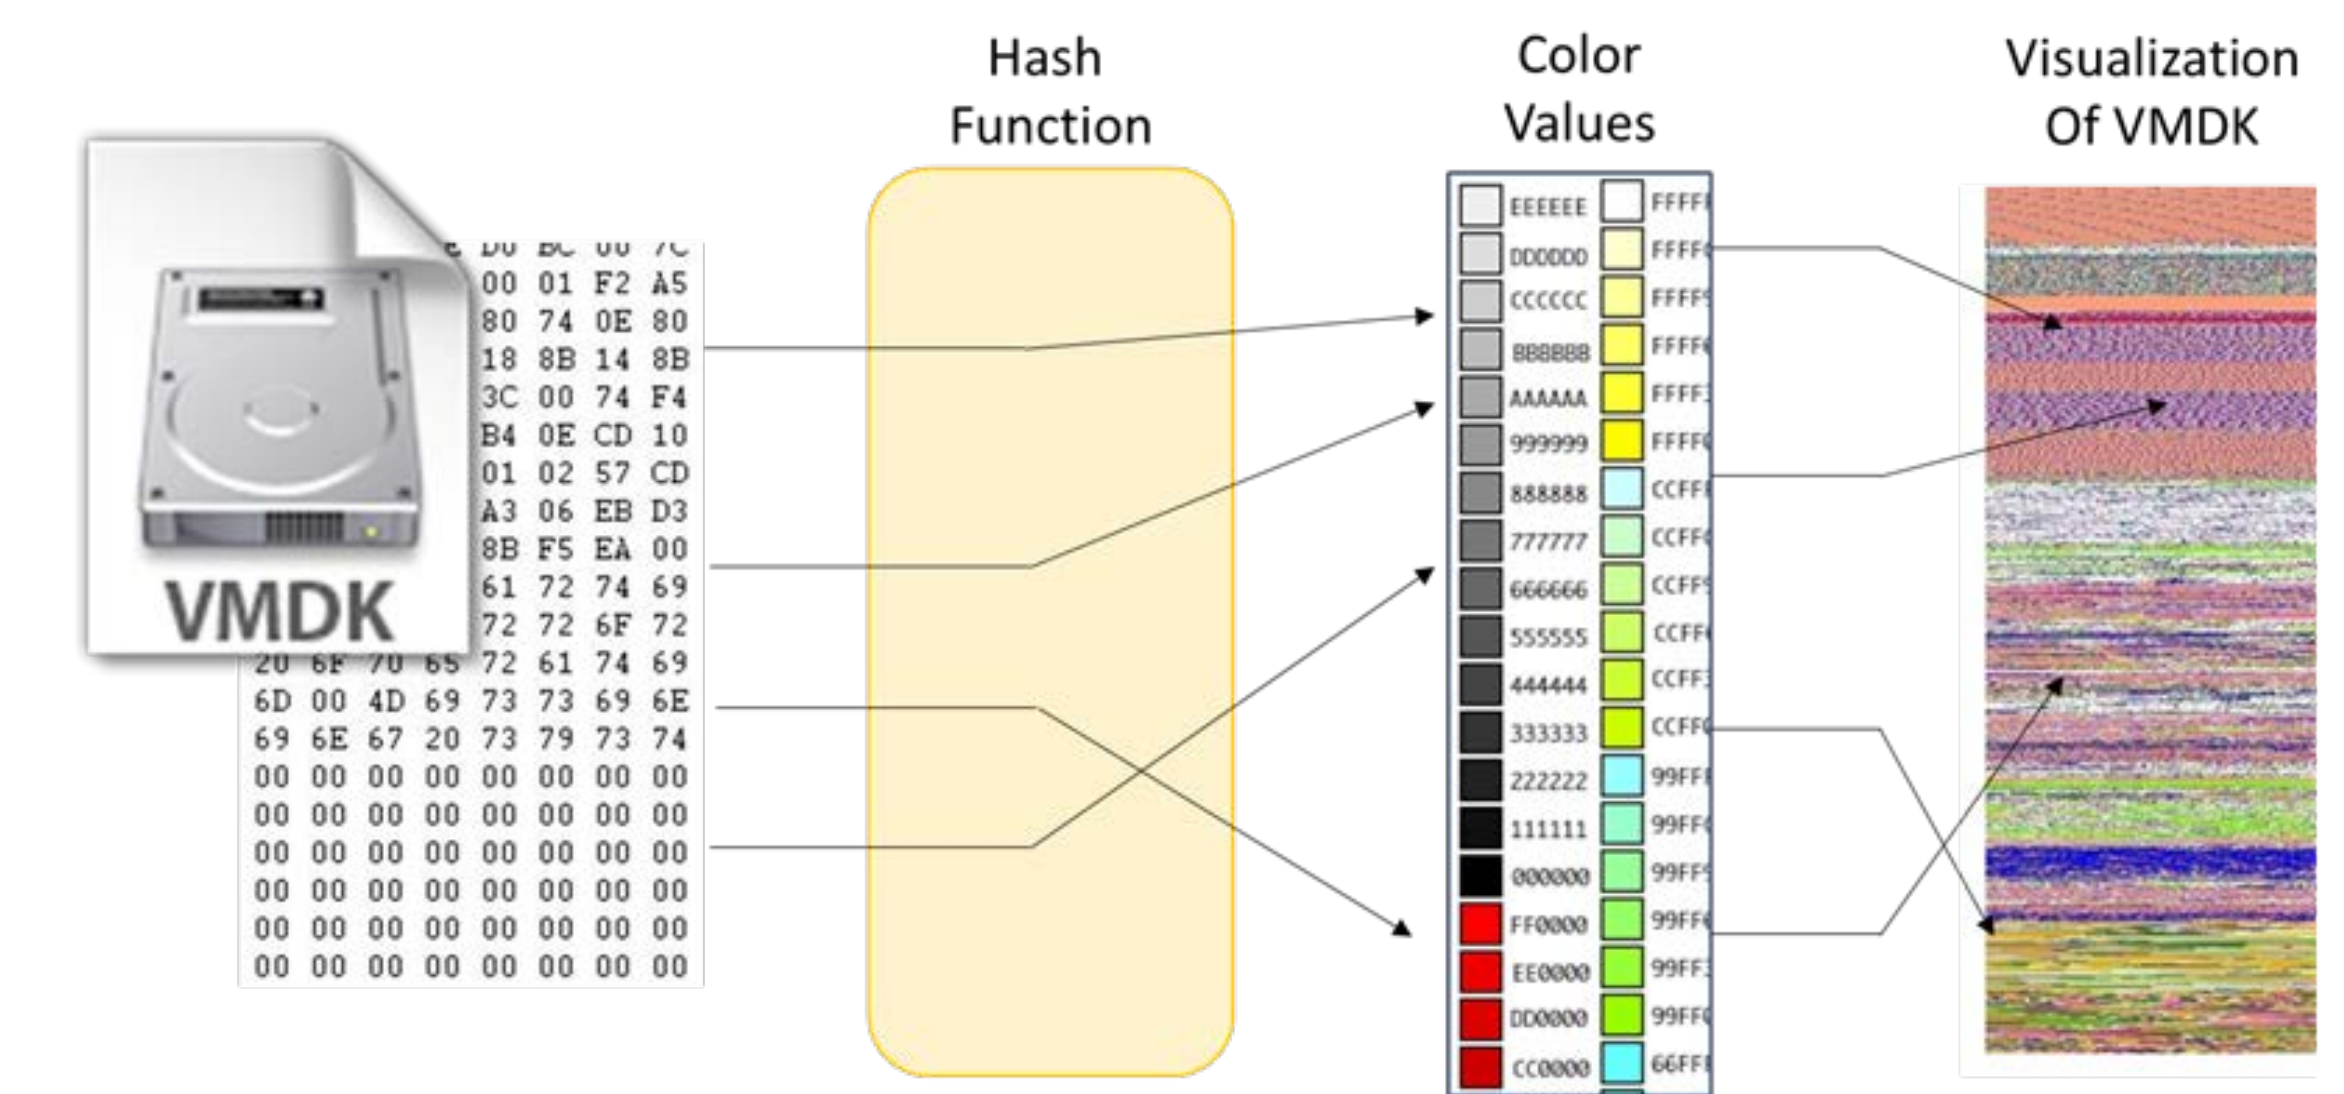 Hash
Function
Color
Values
Visualization
Of VMDK
VMDK
00 01 F2 A5
80 74 0E 80
18 8B 14 8B
3C 00 74 F4
B4 0E CD 10
01 02 57 CD
A3 06 EB D3
8B F5 EA 00
61 72 74 69
72 72 6F 72
20 6F 70 65 72 61 74 69
6D 00 4D 69 73 73 69 6E
69 6E 67 20 73 79 73 74
00 00 00 00 00 00 00 00
00 00 00 00 00 00 00 00
00 00 00 00 00 00 00 00
00 00 00 00 00 00 00 00
00 00 00 00 00 00 00 00
00 00 00 00 00 00 00 00
EEEEEE
DDDDDD
CCCCCC
BBBBBB
AAAAAA
999999
888888
777777
666666
555555
444444
333333
222222
111111
000000
FF0000
EE0000
DD0000
CC0000